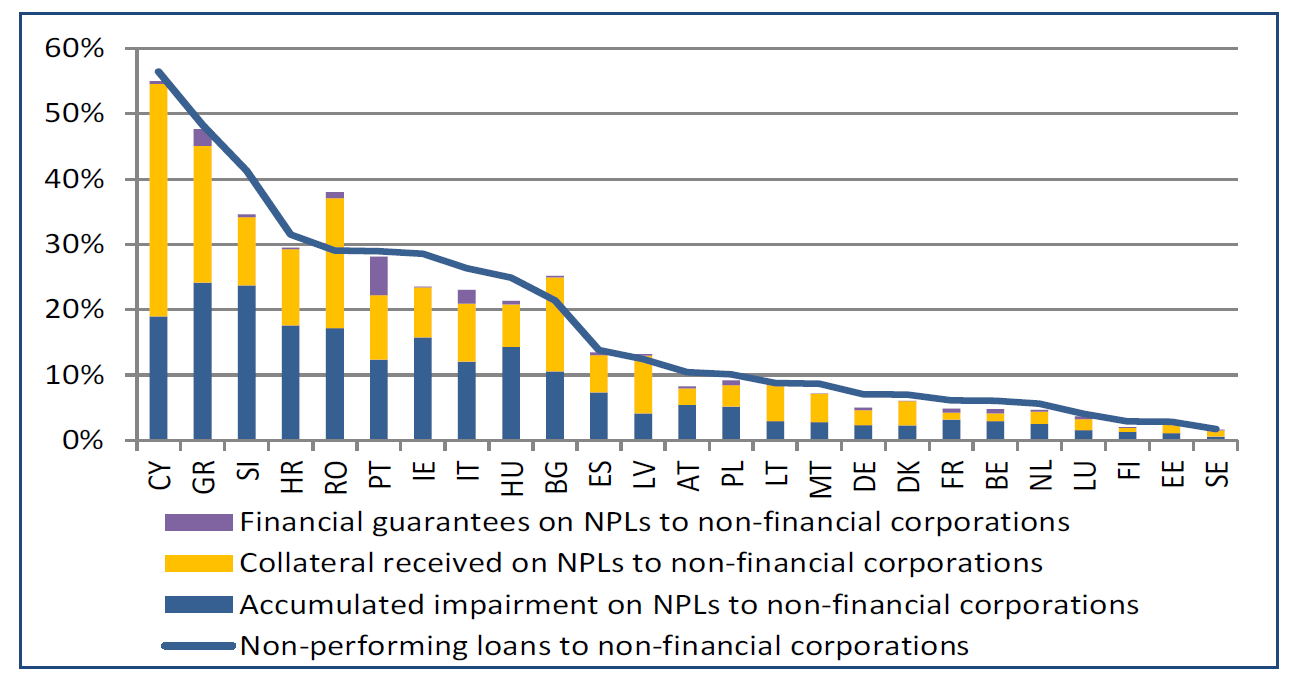 60%
50%
40%
30%
20%
10%
0%
CY GR SI HR RO PT IE IT HU BG ES LV AT PL LT MT DE DK FR BE NL LU FI EE SE
Financial guarantees on NPLs to non-financial corporations
Collateral received on NPLs to non-financial corporations
Accumulated impairment on NPLs to non-financial corporations
Non-performing loans to non-financial corporations